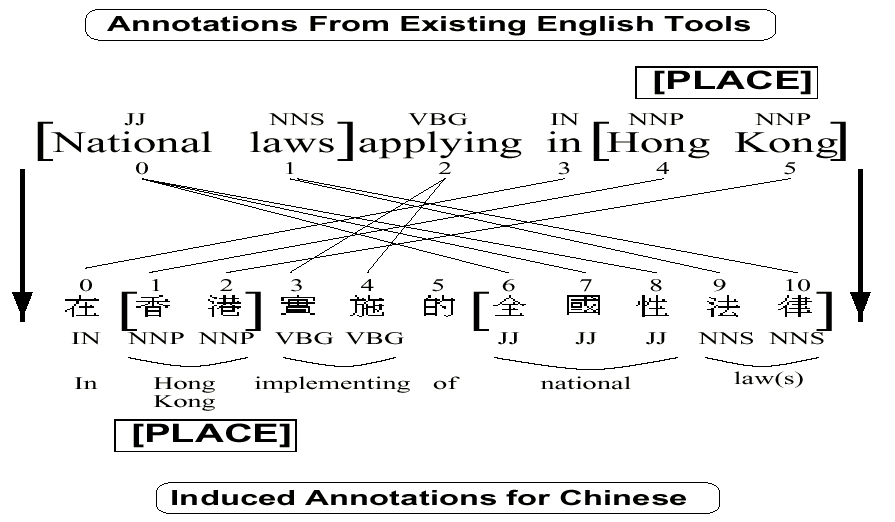 Annotations From Existing English Tools
[PLACE]
JJ NNS VBG IN NNP NNP
[National laws] applying in [Hong Kong]
0 1 2 3 4 5
0 1 2 3 4 5 6 7 8 9 10
在 [香 港] 實 施 的 [全 國 性 法 律]
IN NNP NNP VBG VBG JJ JJ JJ NNS NNS
In Hong implementing of national law(s)
Kong
[PLACE]
Induced Annotations for Chinese